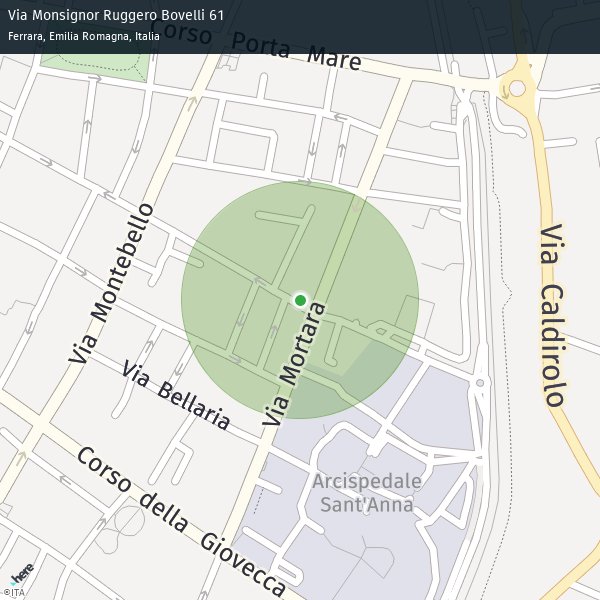 Via Monsignor Ruggero Bovelli 61
Ferrara, Emilia Romagna, Italia
Corso Porta Mare
Via Montebello
Via Caldirolo
Via Mortara
Via Bellaria
Corso della Giovecca
Arcispedale
Sant'Anna
here
©ITA